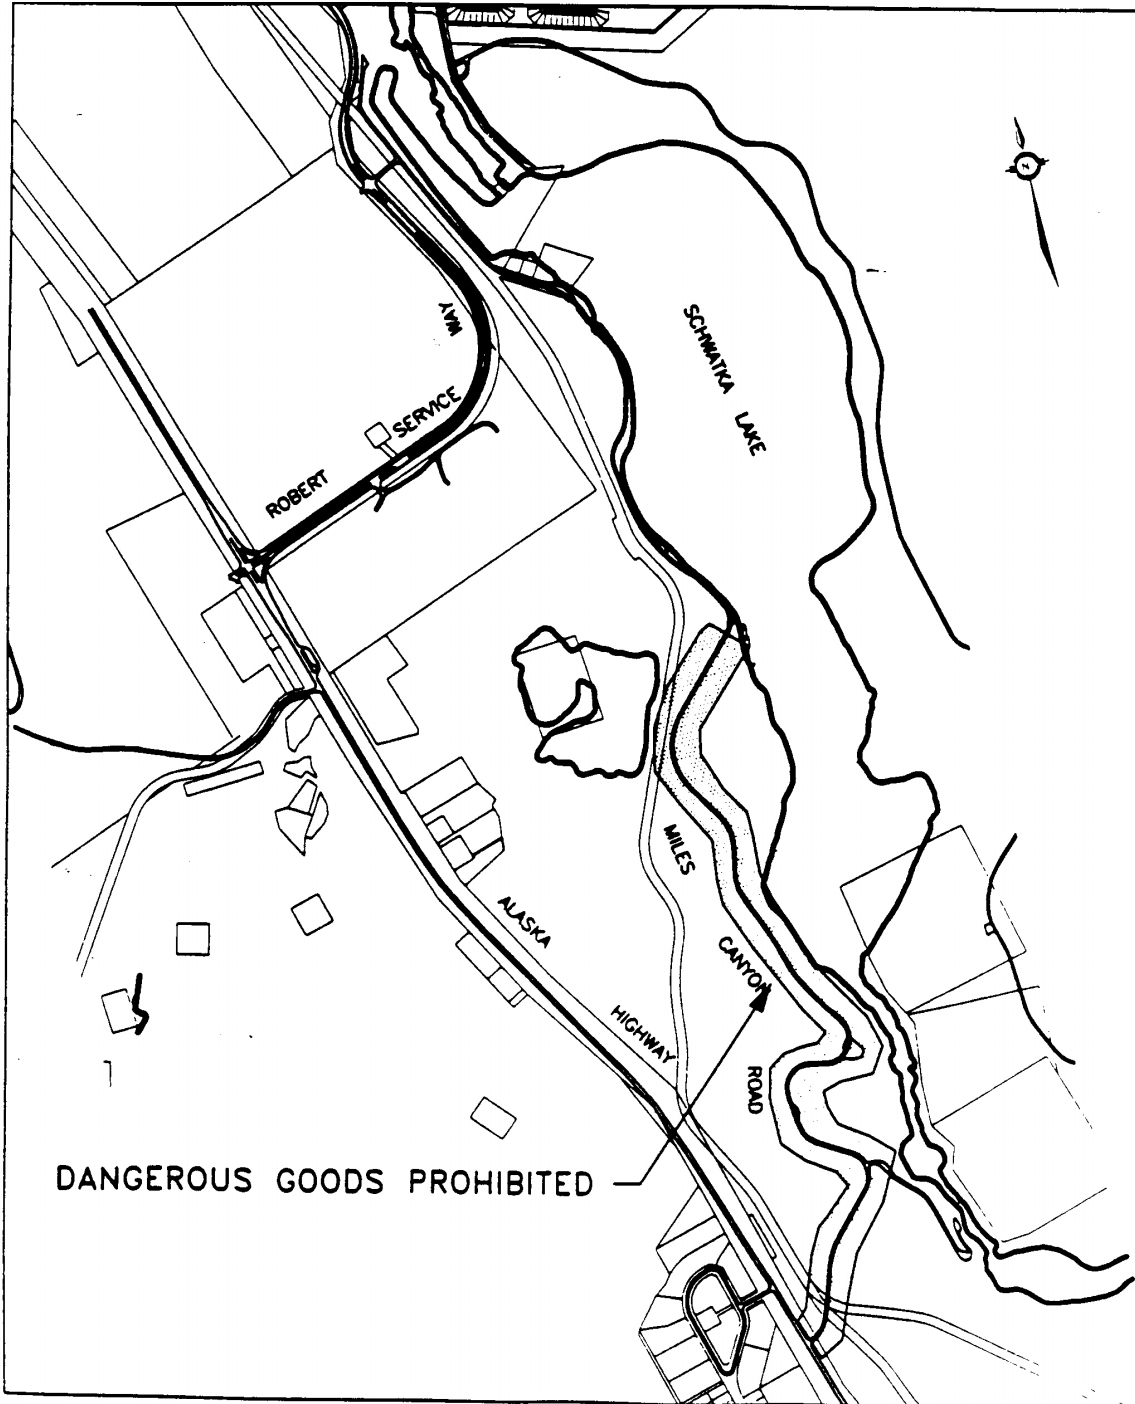 SCHWATKA LAKE
ROBERT SERVICE WAY
MILES CANYON ROAD
ALASKA HIGHWAY
DANGEROUS GOODS PROHIBITED